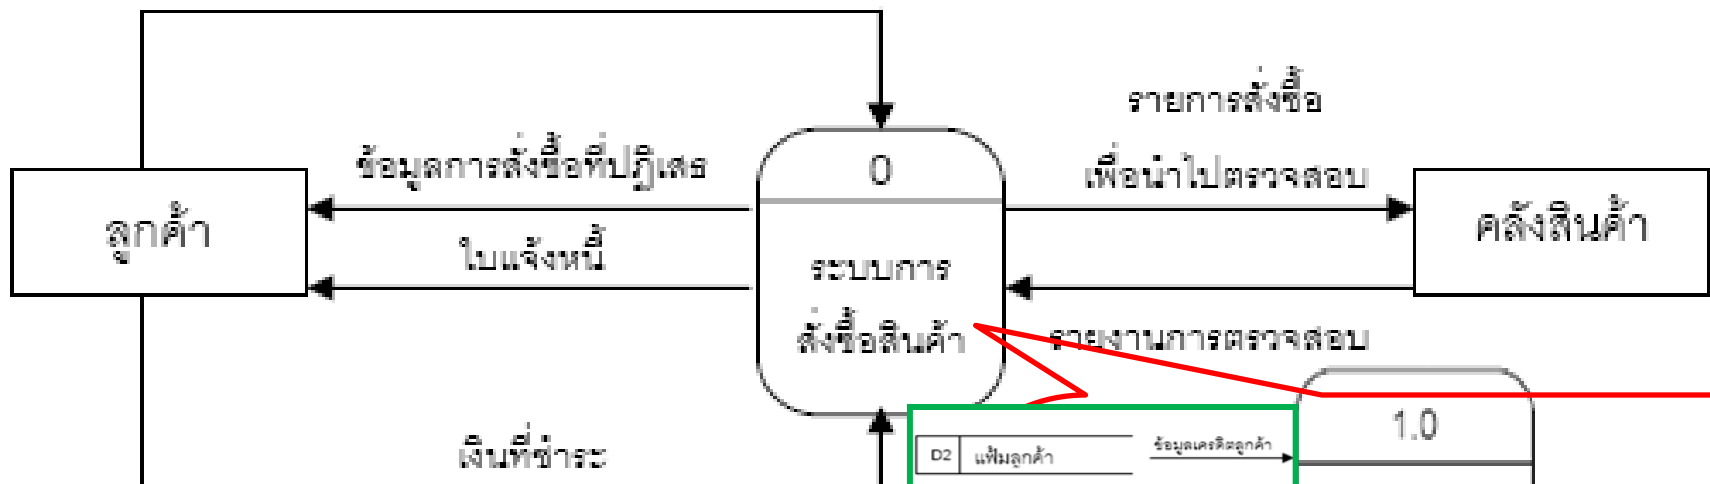 รายการสั่งซื้อ
ข้อมูลการสั่งซื้อที่ปฏิเสธ
0
เพื่อนำไปตรวจสอบ
ลูกค้า
คลังสินค้า
ใบแจ้งหนี้
ระบบการ
สั่งซื้อสินค้า
รายงานการตรวจสอบ
1.0
เงินที่ชำระ
D2
แฟ้มลูกค้า
ข้อมูลเครดิตลูกค้า